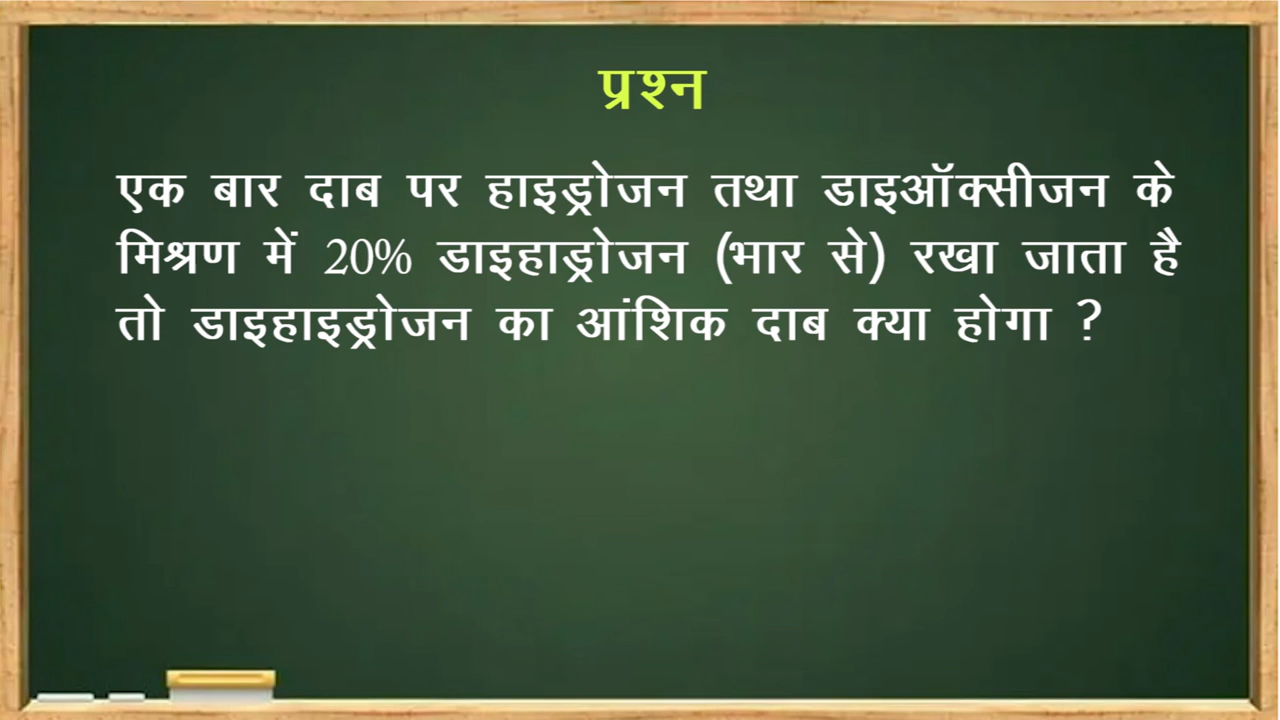 प्रश्न
एक बार दाब पर हाइड्रोजन तथा डाइऑक्सीजन के
मिश्रण में 20% डाइहाड्रोजन (भार से) रखा जाता है
तो डाइहाइड्रोजन का आंशिक दाब क्या होगा ?